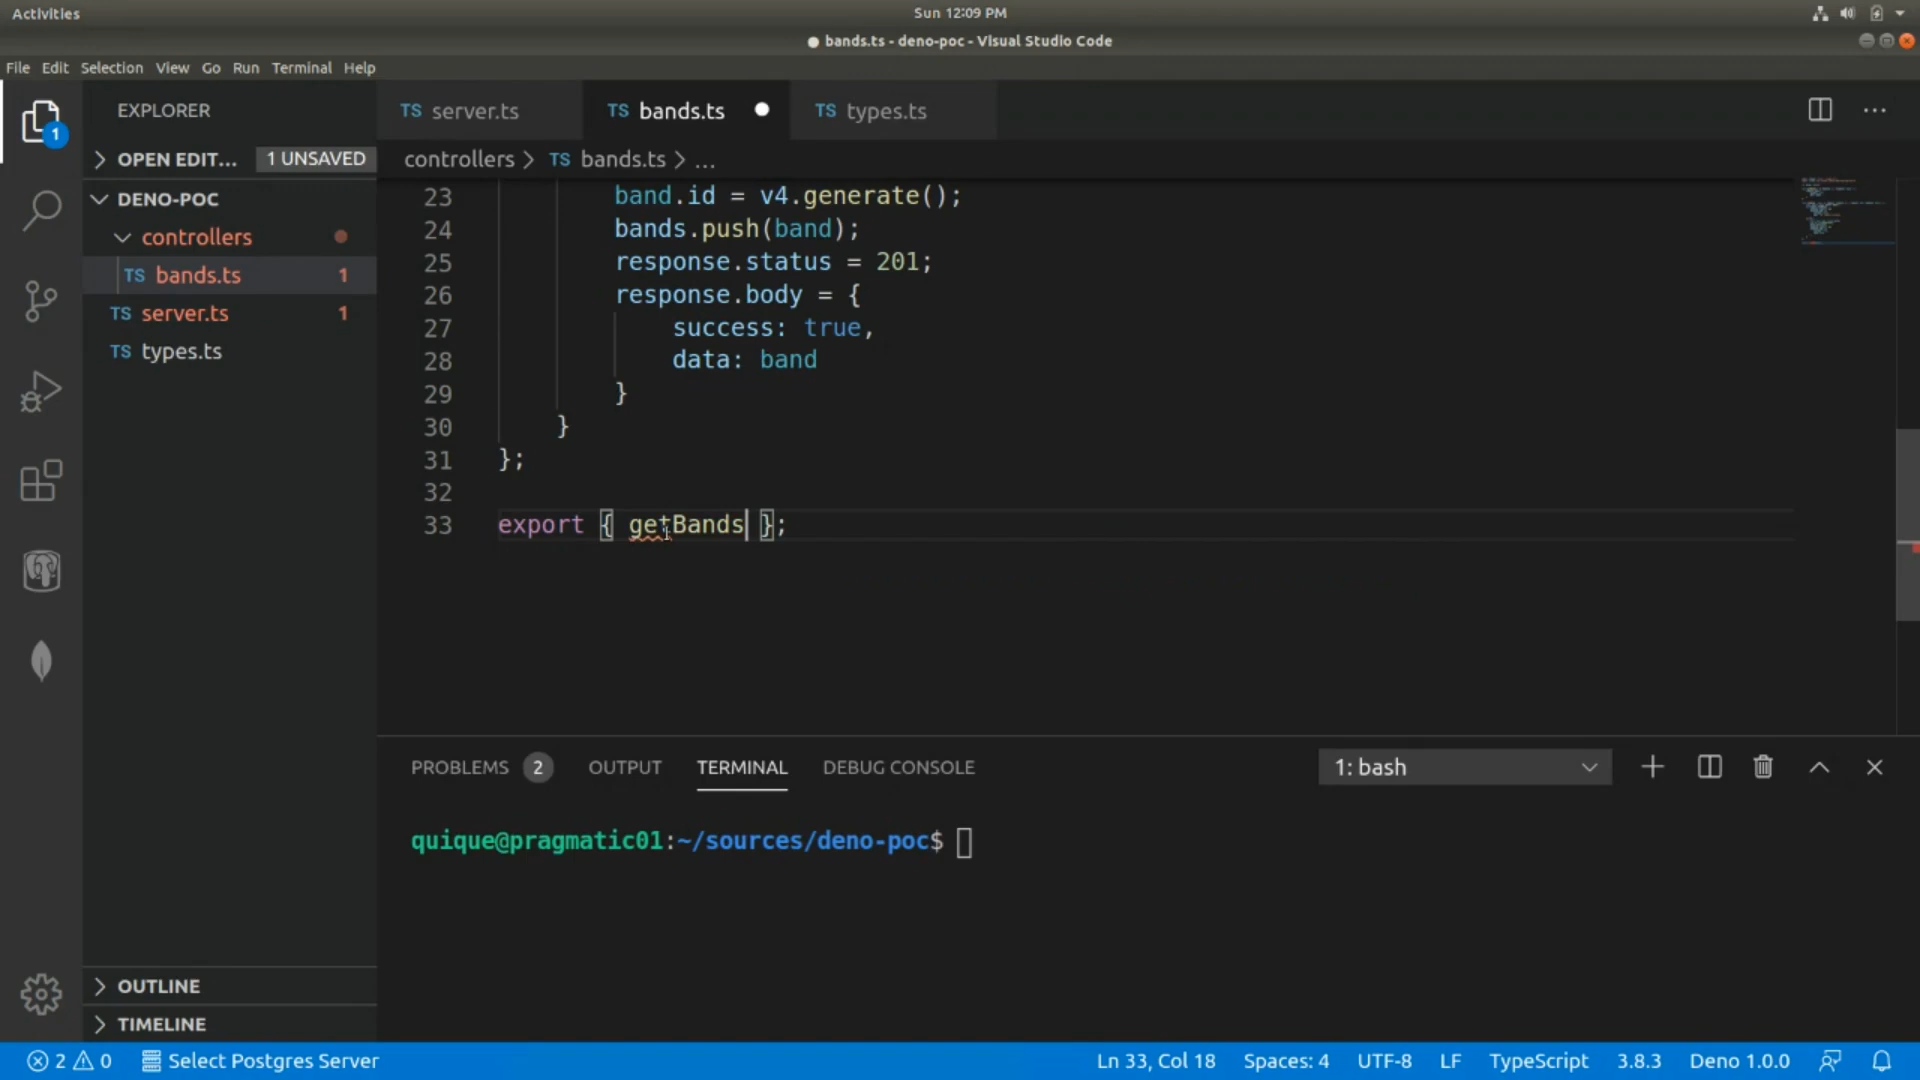 Activities
Sun 12:09 PM
● bands.ts - deno-poc - Visual Studio Code
File Edit Selection View Go Run Terminal Help
1
EXPLORER
OPEN EDIT... 1 UNSAVED
DENO-POC
controllers
TS bands.ts 1
TS server.ts 1
TS types.ts
OUTLINE
TIMELINE
TS server.ts
TS bands.ts ●
TS types.ts
...
controllers > TS bands.ts > ...
23 band.id = v4.generate();
24 bands.push(band);
25 response.status = 201;
26 response.body = {
27 success: true,
28 data: band
29 }
30 }
31 };
32
33 export { getBands };
PROBLEMS 2 OUTPUT TERMINAL DEBUG CONSOLE
1: bash
quique@pragmatic01:~/sources/deno-poc$
2 0 Select Postgres Server Ln 33, Col 18 Spaces: 4 UTF-8 LF TypeScript 3.8.3 Deno 1.0.0